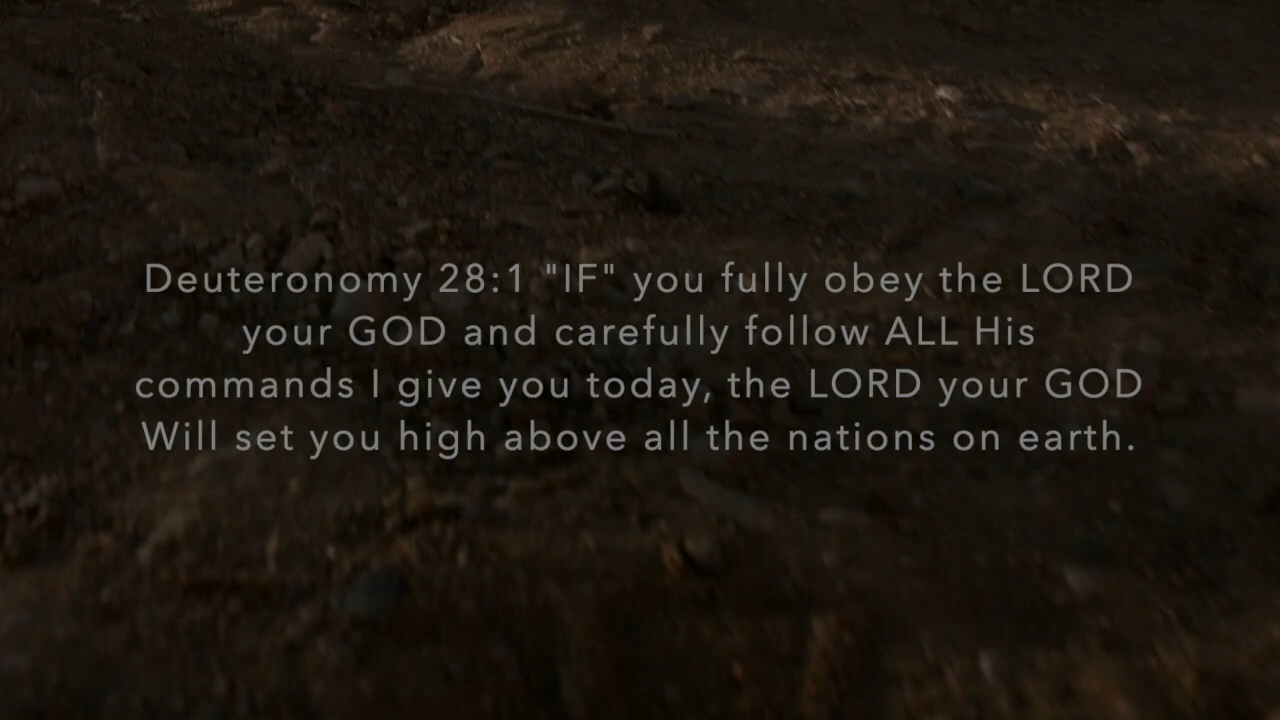 Deuteronomy 28:1 "IF" you fully obey the LORD
your GOD and carefully follow ALL His
commands I give you today, the LORD your GOD
Will set you high above all the nations on earth.